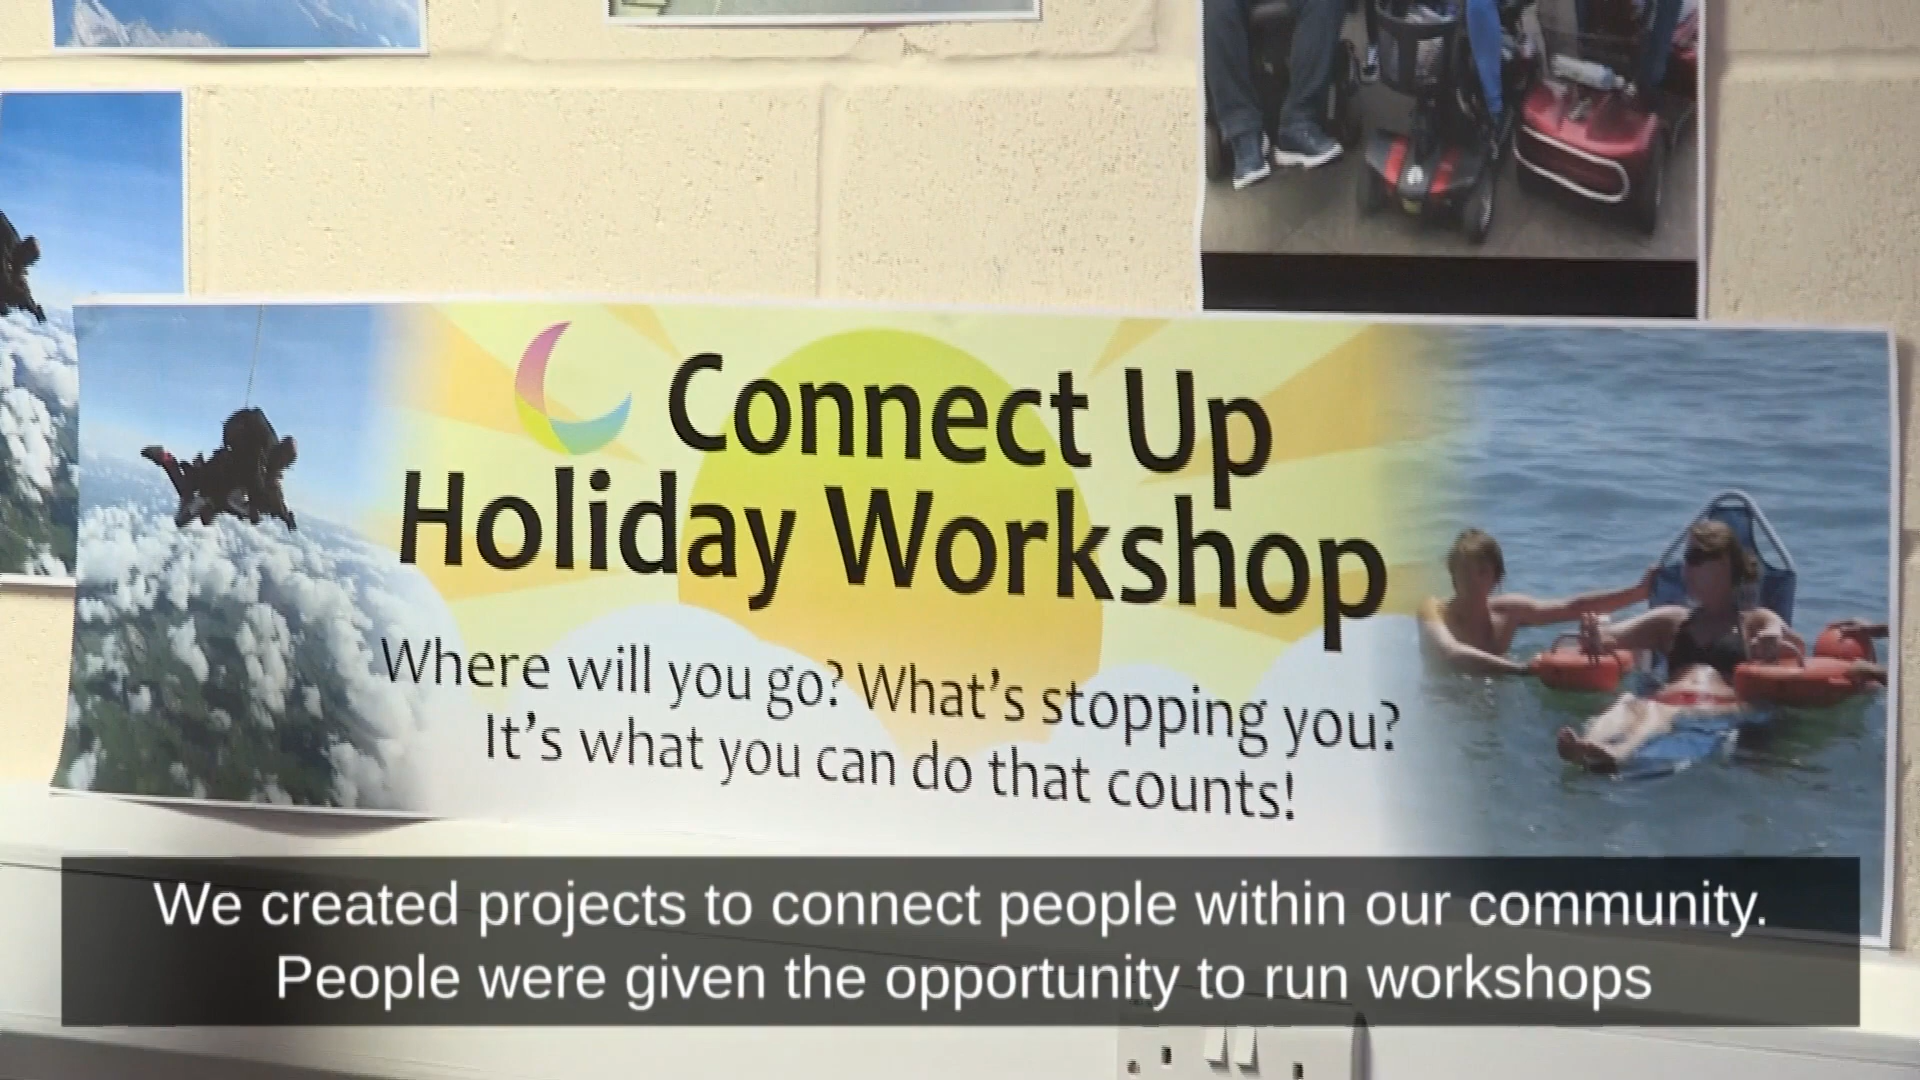 Connect Up
Holiday Workshop
Where will you go? What's stopping you?
It's what you can do that counts!
We created projects to connect people within our community.
People were given the opportunity to run workshops